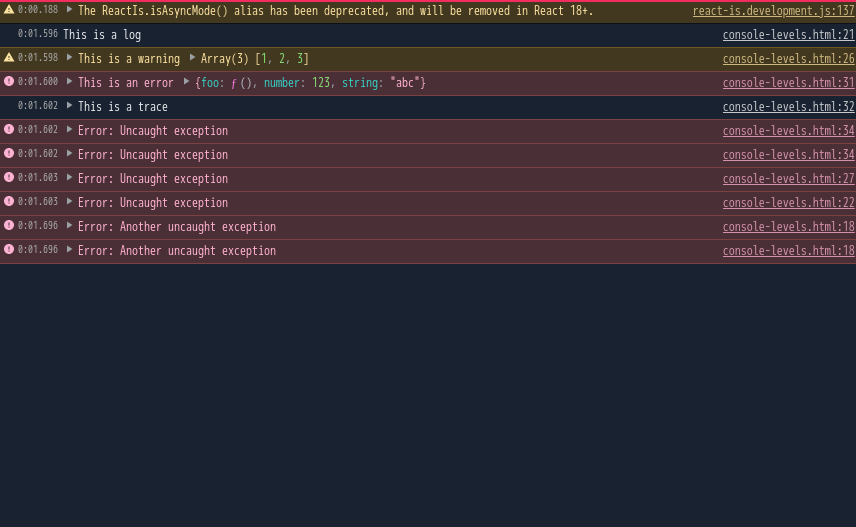 0:00.188 The ReactIs.isAsyncMode() alias has been deprecated, and will be removed in React 18+. react-is.development.js:137
0:01.596 This is a log console-levels.html:21
0:01.598 This is a warning Array(3) [1, 2, 3] console-levels.html:26
0:01.600 This is an error {foo: ƒ (), number: 123, string: "abc"} console-levels.html:31
0:01.602 This is a trace console-levels.html:32
0:01.602 Error: Uncaught exception console-levels.html:34
0:01.602 Error: Uncaught exception console-levels.html:34
0:01.603 Error: Uncaught exception console-levels.html:27
0:01.603 Error: Uncaught exception console-levels.html:22
0:01.696 Error: Another uncaught exception console-levels.html:18
0:01.696 Error: Another uncaught exception console-levels.html:18